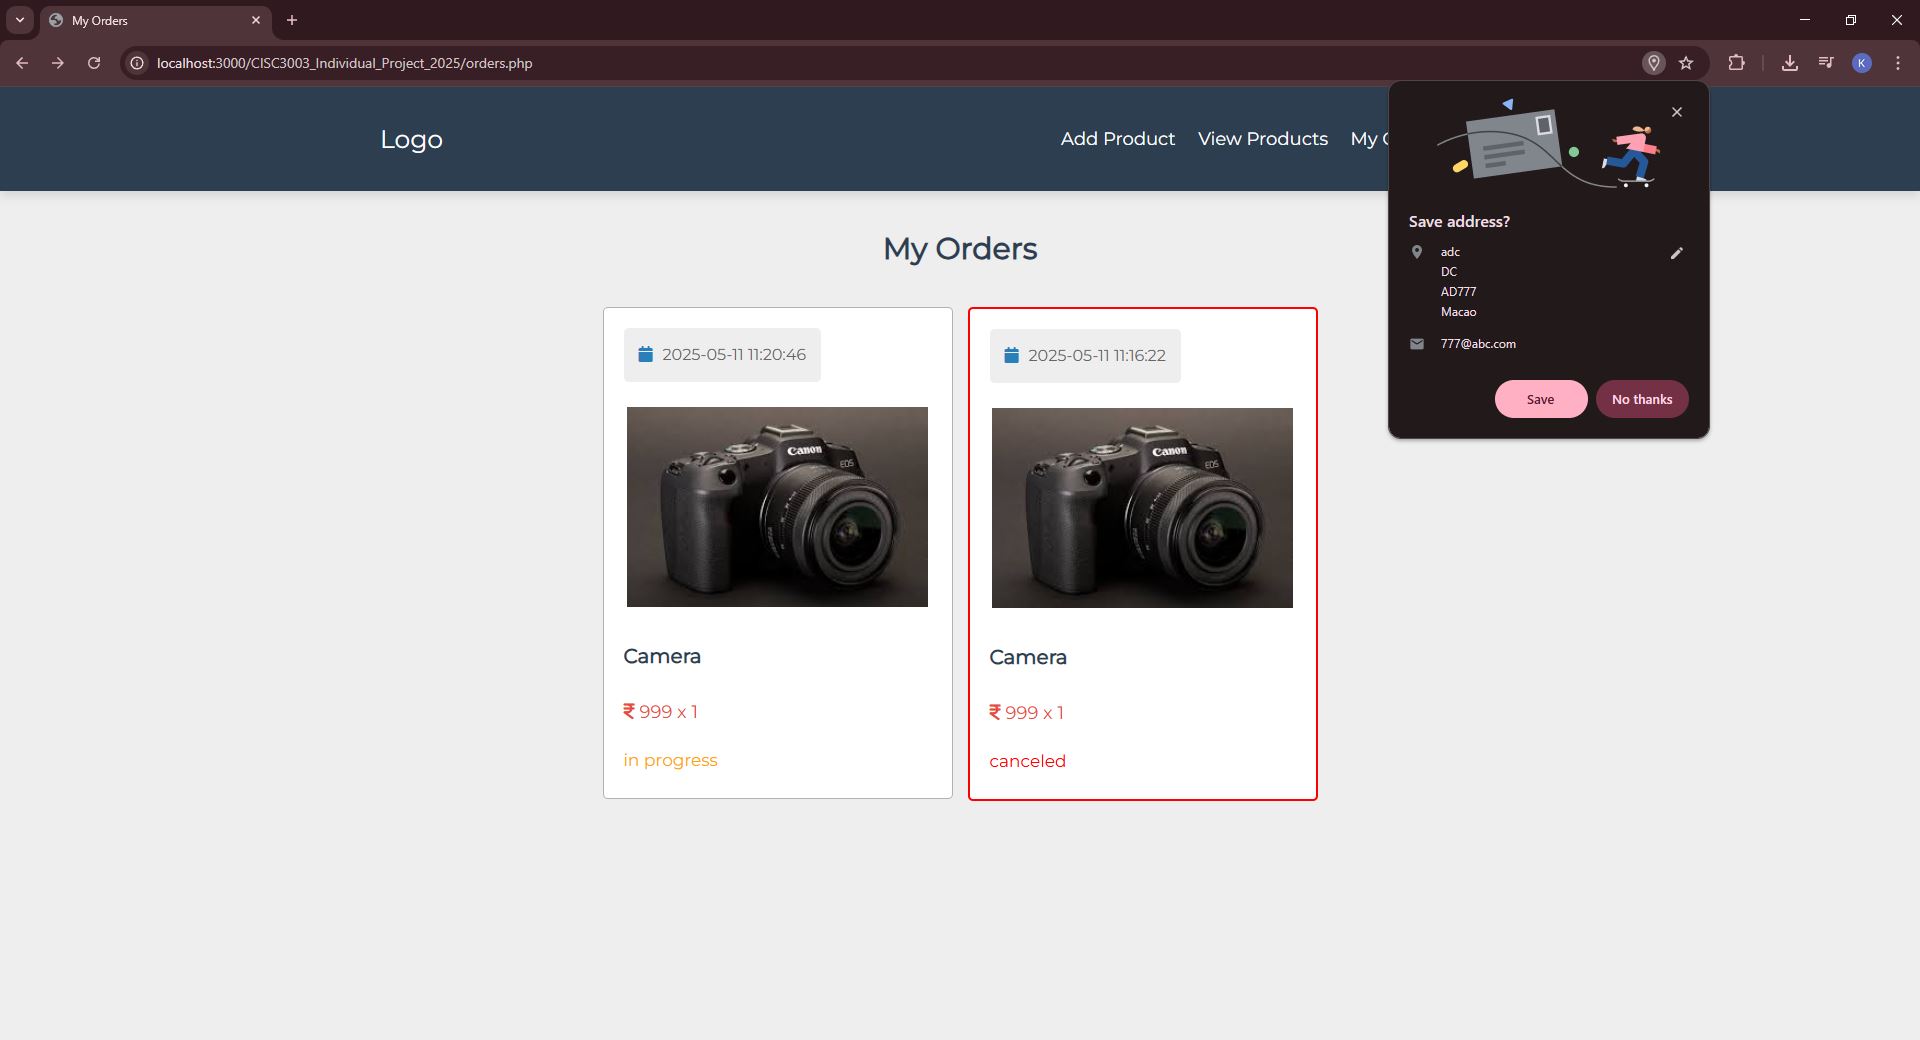 My Orders
localhost:3000/CISC3003_Individual_Project_2025/orders.php
K
Logo
Add Product
View Products
My
Save address?
adc
DC
AD777
Macao
777@abc.com
Save
No thanks
My Orders
2025-05-11 11:20:46
Canon
EOS
Camera
₹ 999 x 1
in progress
2025-05-11 11:16:22
Canon
EOS
Camera
₹ 999 x 1
canceled